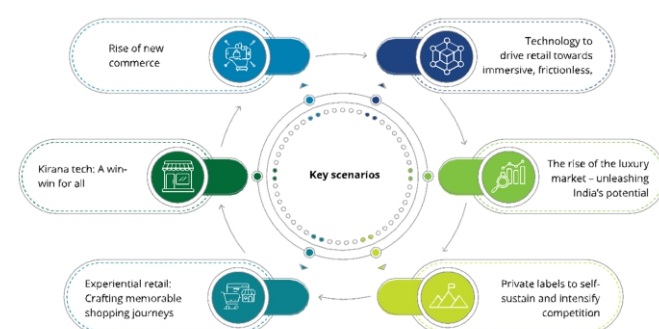 Rise of new
commerce
Technology to
drive retail towards
immersive, frictionless,
Kirana tech: A win-
win for all
Key scenarios
The rise of the luxury
market – unleashing
India's potential
Experiential retail:
Crafting memorable
shopping journeys
Private labels to self-
sustain and intensify
competition